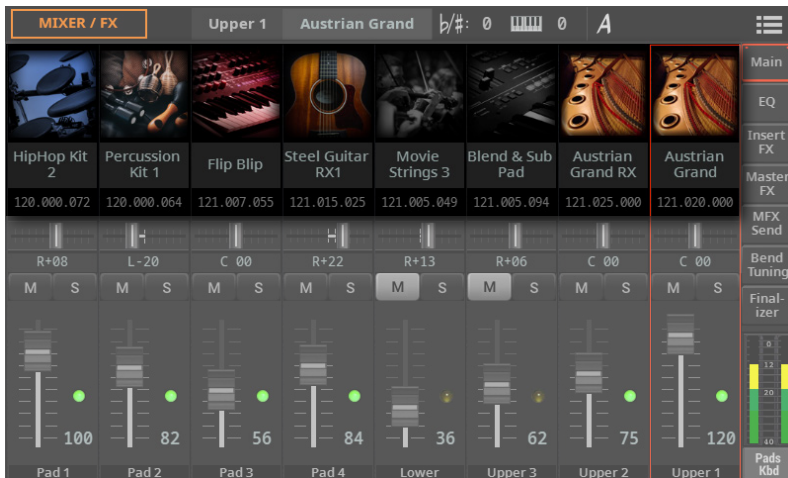 MIXER / FX
Upper 1
Austrian Grand
♭/#: 0
0
A
HipHop Kit
2
Percussion
Kit 1
Flip Blip
Steel Guitar
RX1
Movie
Strings 3
Blend & Sub
Pad
Austrian
Grand RX
Austrian
Grand
120.000.072
120.000.064
121.007.055
121.015.025
121.005.049
121.005.094
121.025.000
121.020.000
R+08
L-20
C 00
R+22
R+13
R+06
C 00
C 00
M S
M S
M S
M S
M S
M S
M S
M S
100
82
56
84
36
62
75
120
Pad 1
Pad 2
Pad 3
Pad 4
Lower
Upper 3
Upper 2
Upper 1
Main
EQ
Insert
FX
Master
FX
MFX
Send
Bend
Tuning
Final-
izer
0
12
20
40
Pads
Kbd